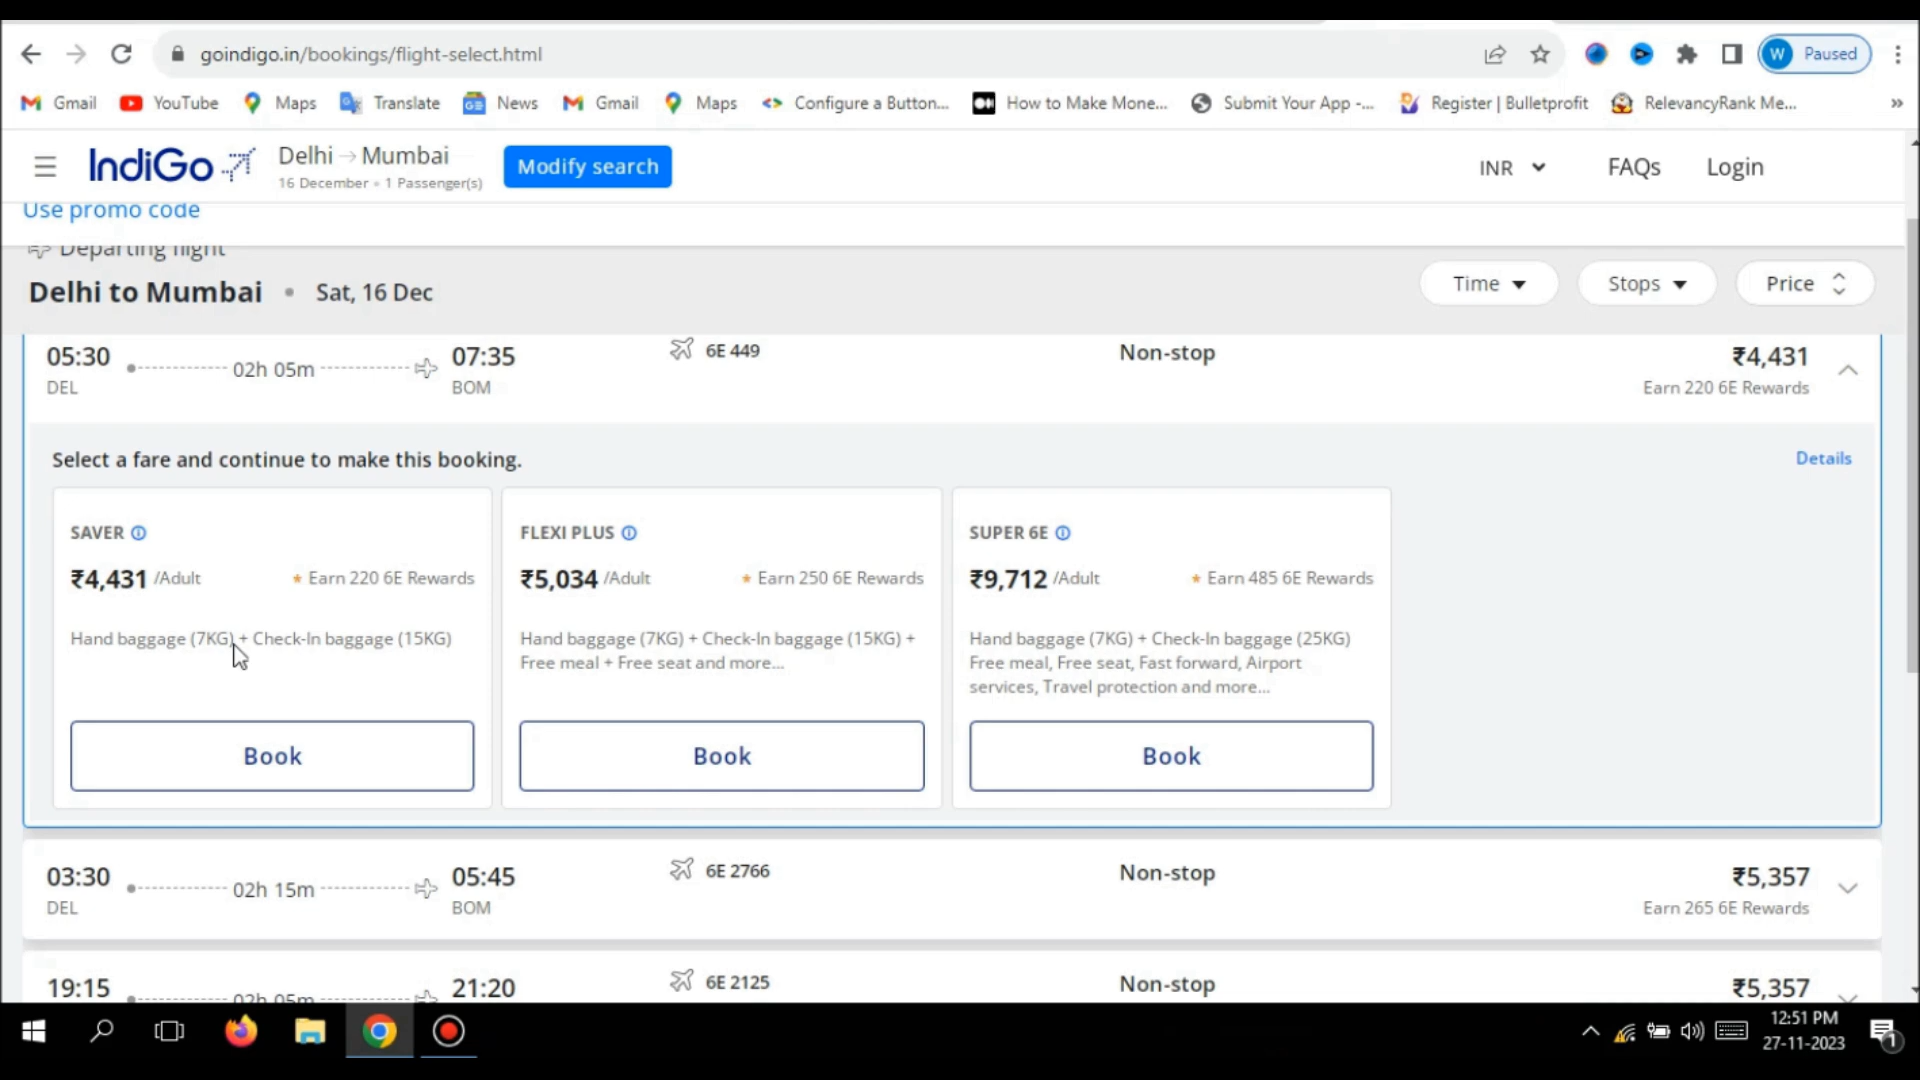 goindigo.in/bookings/flight-select.html
W Paused
Gmail YouTube Maps Translate News Gmail Maps Configure a Button... How to Make Mone... Submit Your App -... Register | Bulletprofit RelevancyRank Me... »
IndiGo Delhi → Mumbai Modify search INR FAQs Login
16 December • 1 Passenger(s)
Use promo code
Departing flight
Delhi to Mumbai • Sat, 16 Dec Time Stops Price
05:30 02h 05m 07:35 6E 449 Non-stop ₹4,431
DEL BOM Earn 220 6E Rewards
Select a fare and continue to make this booking. Details
SAVER
₹4,431 /Adult Earn 220 6E Rewards
Hand baggage (7KG) + Check-In baggage (15KG)
Book
FLEXI PLUS
₹5,034 /Adult Earn 250 6E Rewards
Hand baggage (7KG) + Check-In baggage (15KG) +
Free meal + Free seat and more...
Book
SUPER 6E
₹9,712 /Adult Earn 485 6E Rewards
Hand baggage (7KG) + Check-In baggage (25KG)
Free meal, Free seat, Fast forward, Airport
services, Travel protection and more...
Book
03:30 02h 15m 05:45 6E 2766 Non-stop ₹5,357
DEL BOM Earn 265 6E Rewards
19:15 02h 05m 21:20 6E 2125 Non-stop ₹5,357
12:51 PM
27-11-2023
1